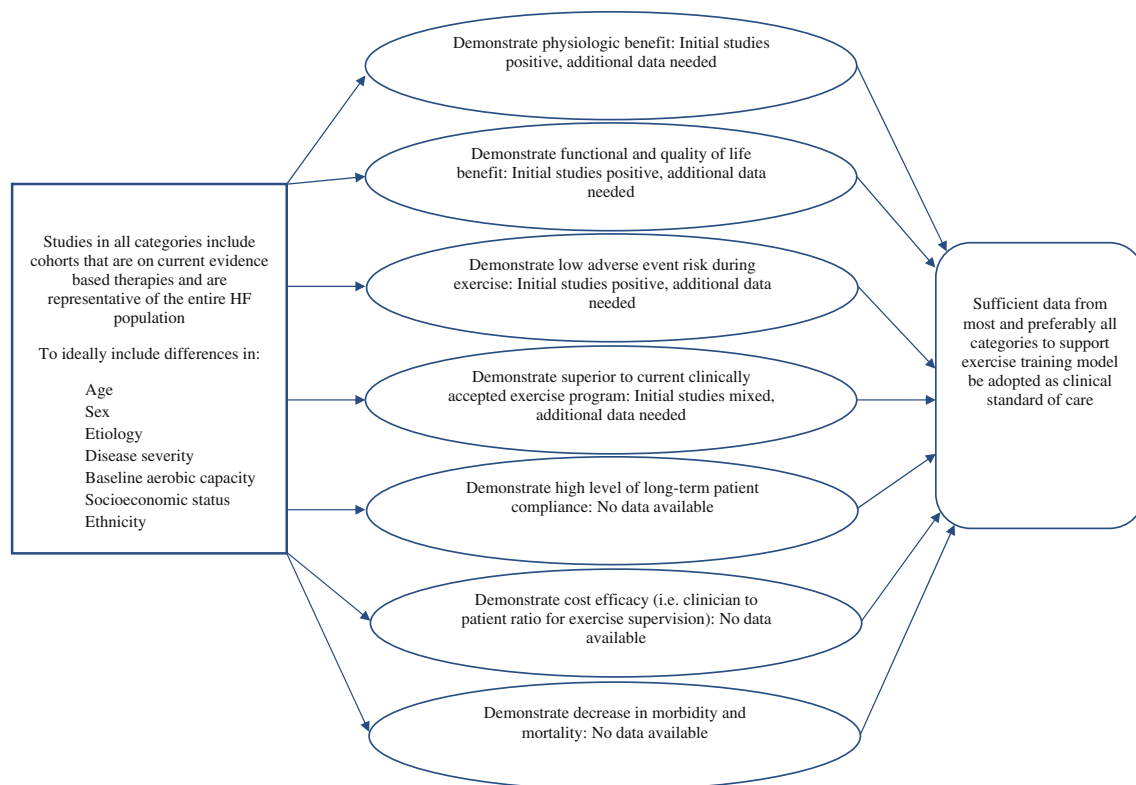 Demonstrate physiologic benefit: Initial studies
positive, additional data needed
Demonstrate functional and quality of life
benefit: Initial studies positive, additional data
needed
Studies in all categories include
cohorts that are on current evidence
based therapies and are
representative of the entire HF
population
To ideally include differences in:
Age
Sex
Etiology
Disease severity
Baseline aerobic capacity
Socioeconomic status
Ethnicity
Demonstrate low adverse event risk during
exercise: Initial studies positive, additional data
needed
Demonstrate superior to current clinically
accepted exercise program: Initial studies mixed,
additional data needed
Demonstrate high level of long-term patient
compliance: No data available
Demonstrate cost efficacy (i.e. clinician to
patient ratio for exercise supervision): No data
available
Demonstrate decrease in morbidity and
mortality: No data available
Sufficient data from
most and preferably all
categories to support
exercise training model
be adopted as clinical
standard of care